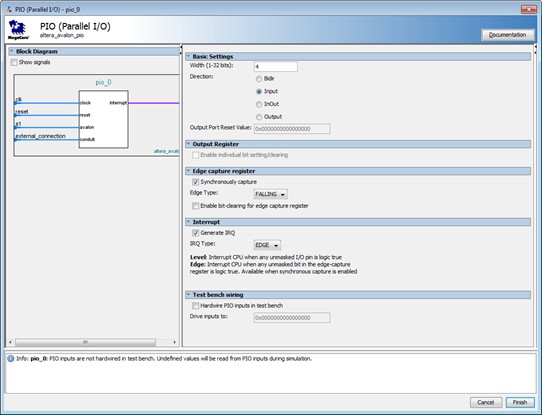 PIO (Parallel I/O) - pio_0
PIO (Parallel I/O)
altera_avalon_pio
MegaCore
Documentation
Block Diagram
Show signals
pio_0
clk
clock
interrupt
reset
reset
s1
avalon
external_connection
conduit
altera_avalo
Basic Settings
Width (1-32 bits):
4
Direction:
Bidir
Input
InOut
Output
Output Port Reset Value:
0x0000000000000000
Output Register
Enable individual bit setting/clearing
Edge capture register
Synchronously capture
Edge Type:
FALLING
Enable bit-clearing for edge capture register
Interrupt
Generate IRQ
IRQ Type:
EDGE
Level: Interrupt CPU when any unmasked I/O pin is logic true
Edge: Interrupt CPU when any unmasked bit in the edge-capture
register is logic true. Available when synchronous capture is enabled
Test bench wiring
Hardwire PIO inputs in test bench
Drive inputs to:
0x0000000000000000
Info: pio_0: PIO inputs are not hardwired in test bench. Undefined values will be read from PIO inputs during simulation.
Cancel
Finish